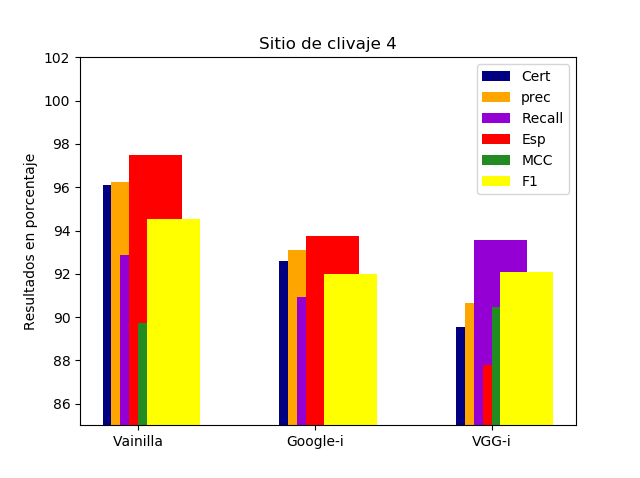 Sitio de clivaje 4
102
100
98
96
94
92
90
88
86
Resultados en porcentaje
Vainilla
Google-i
VGG-i
Cert
prec
Recall
Esp
MCC
F1